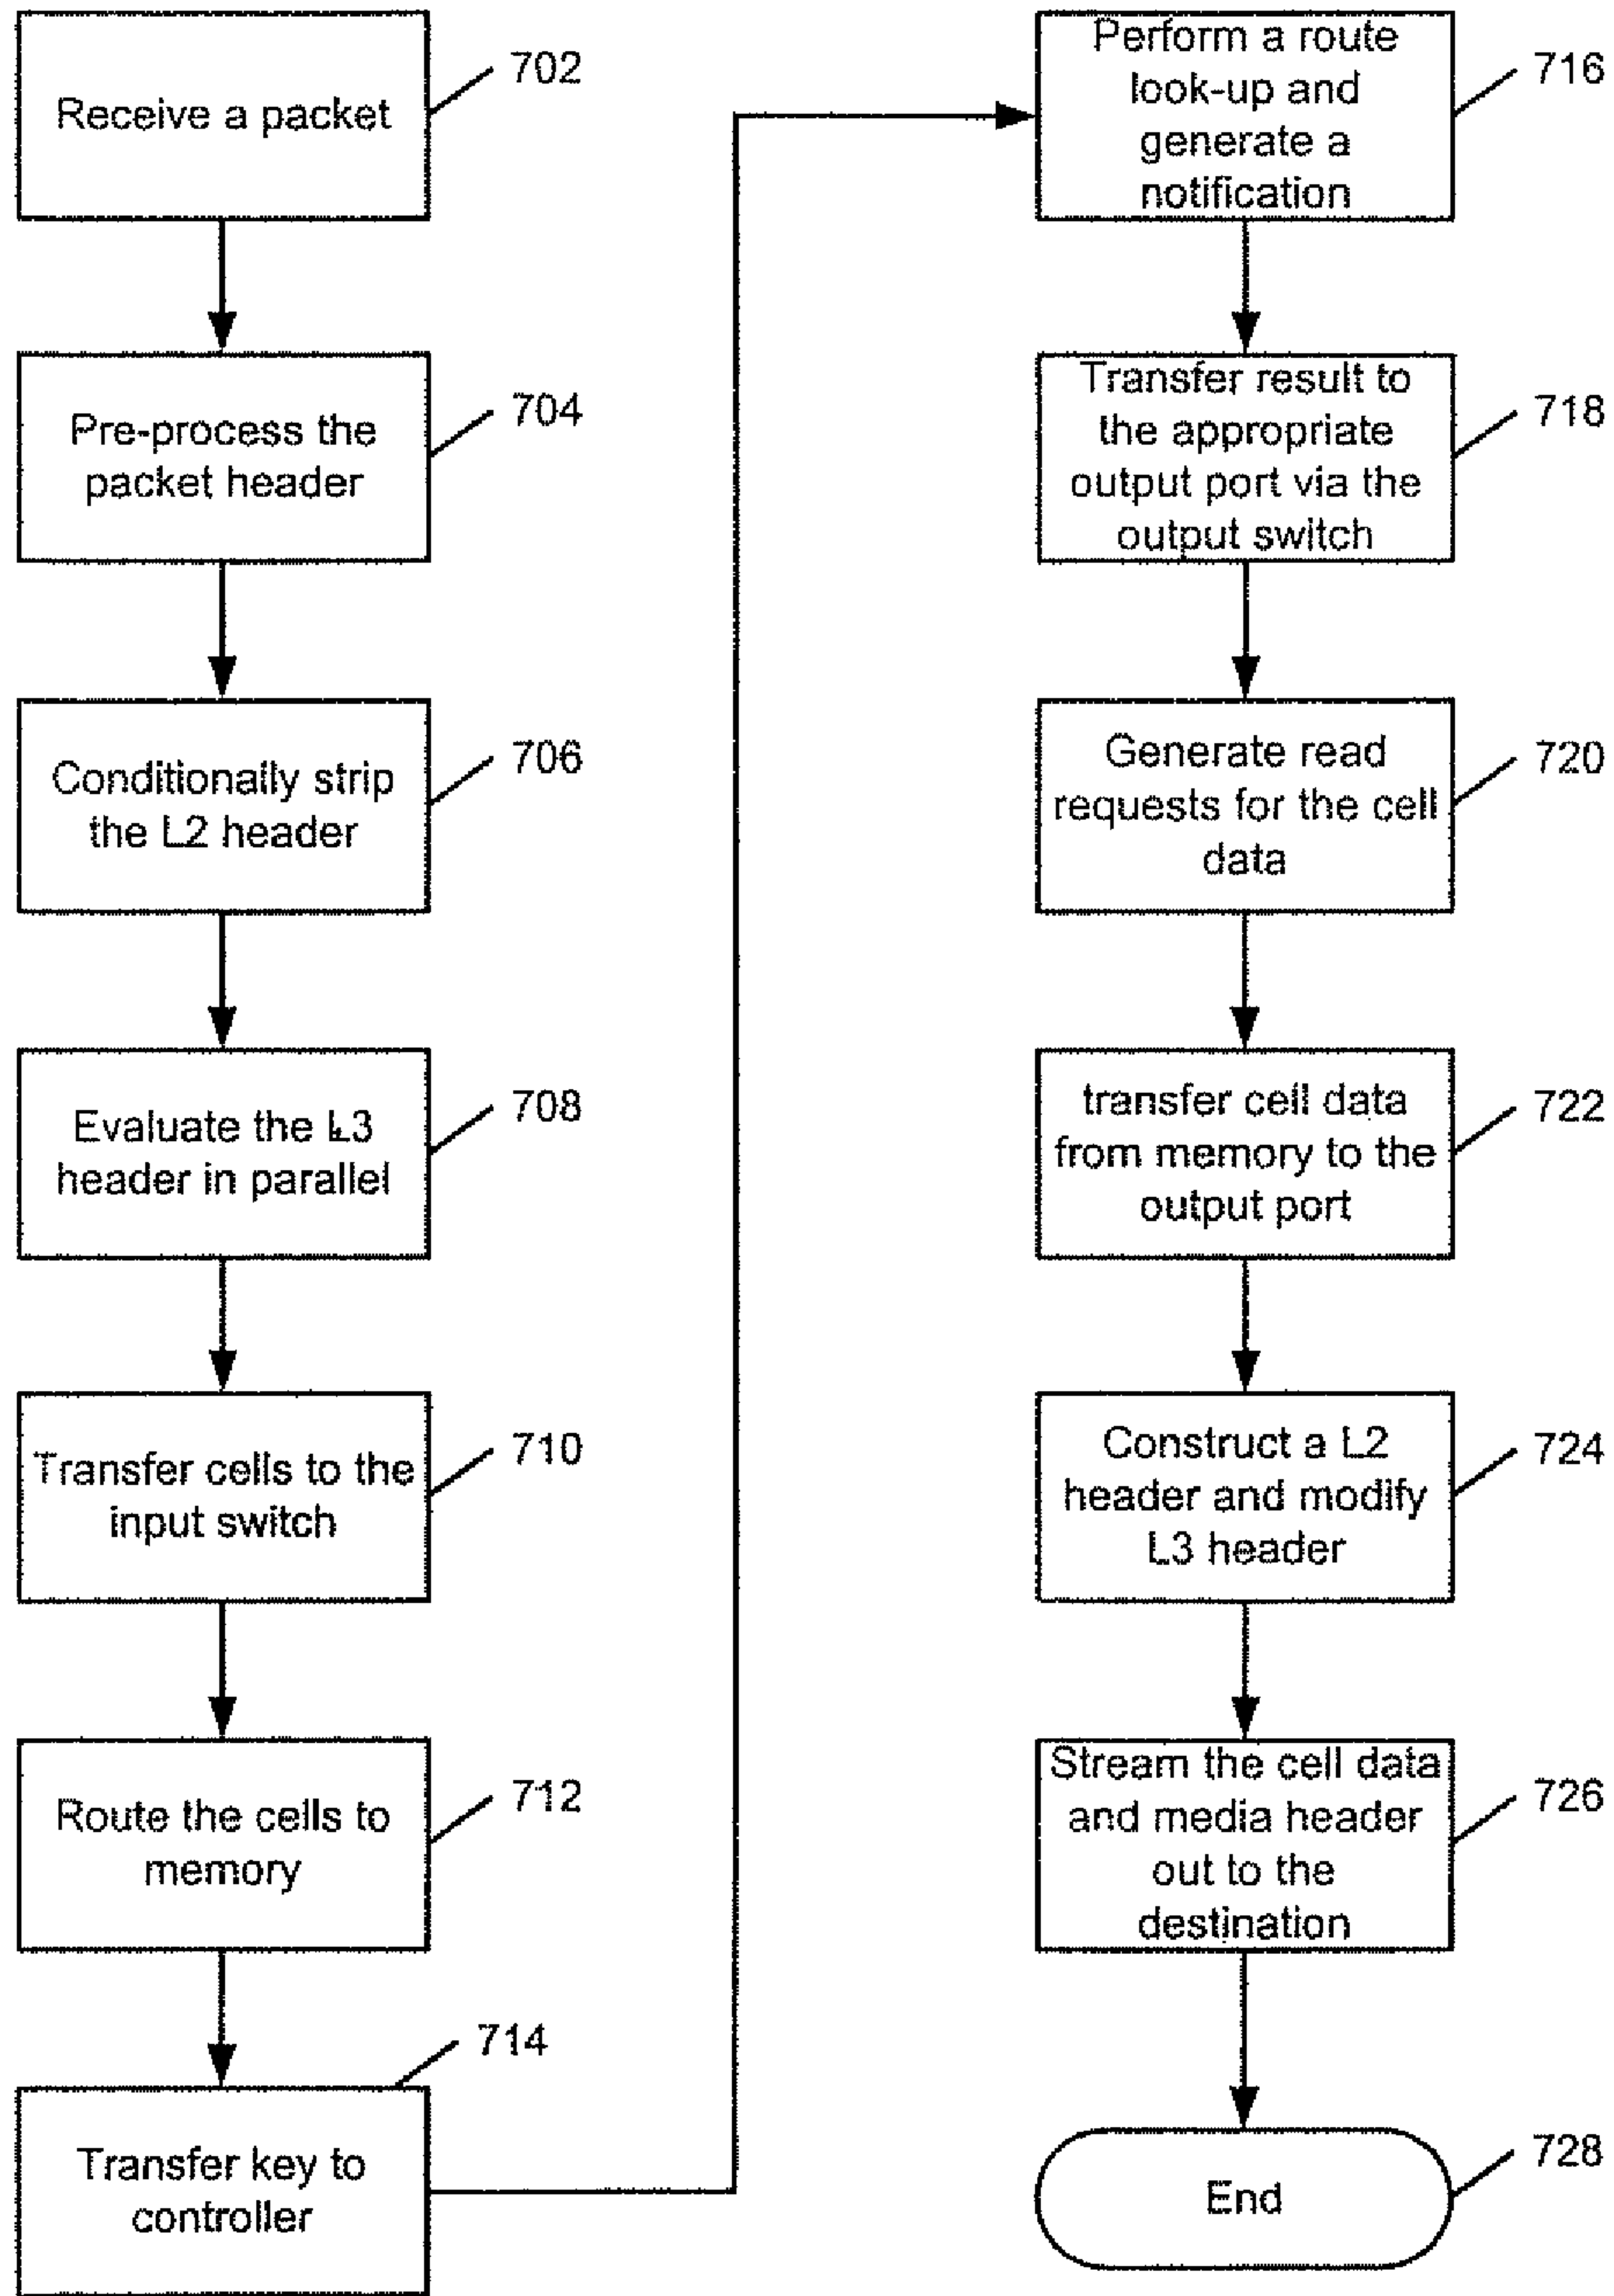 Receive a packet
702
Pre-process the
packet header
704
Conditionally strip
the L2 header
706
Evaluate the L3
header in parallel
708
Transfer cells to the
input switch
710
Route the cells to
memory
712
Transfer key to
controller
714
Perform a route
look-up and
generate a
notification
716
Transfer result to
the appropriate
output port via the
output switch
718
Generate read
requests for the cell
data
720
transfer cell data
from memory to the
output port
722
Construct a L2
header and modify
L3 header
724
Stream the cell data
and media header
out to the
destination
726
End
728